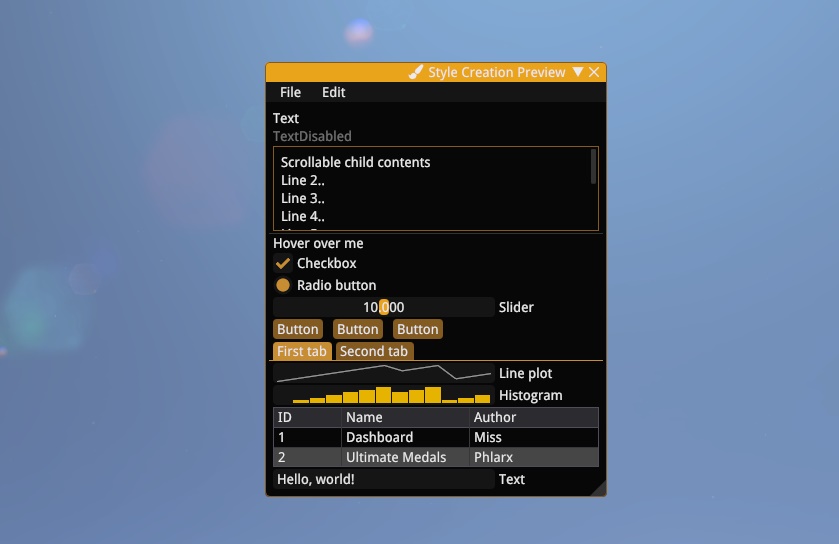 Style Creation Preview
File Edit
Text
TextDisabled
Scrollable child contents
Line 2..
Line 3..
Line 4..
Hover over me
Checkbox
Radio button
10.000 Slider
Button Button Button
First tab Second tab
Line plot
Histogram
ID Name Author
1 Dashboard Miss
2 Ultimate Medals Phlarx
Hello, world! Text